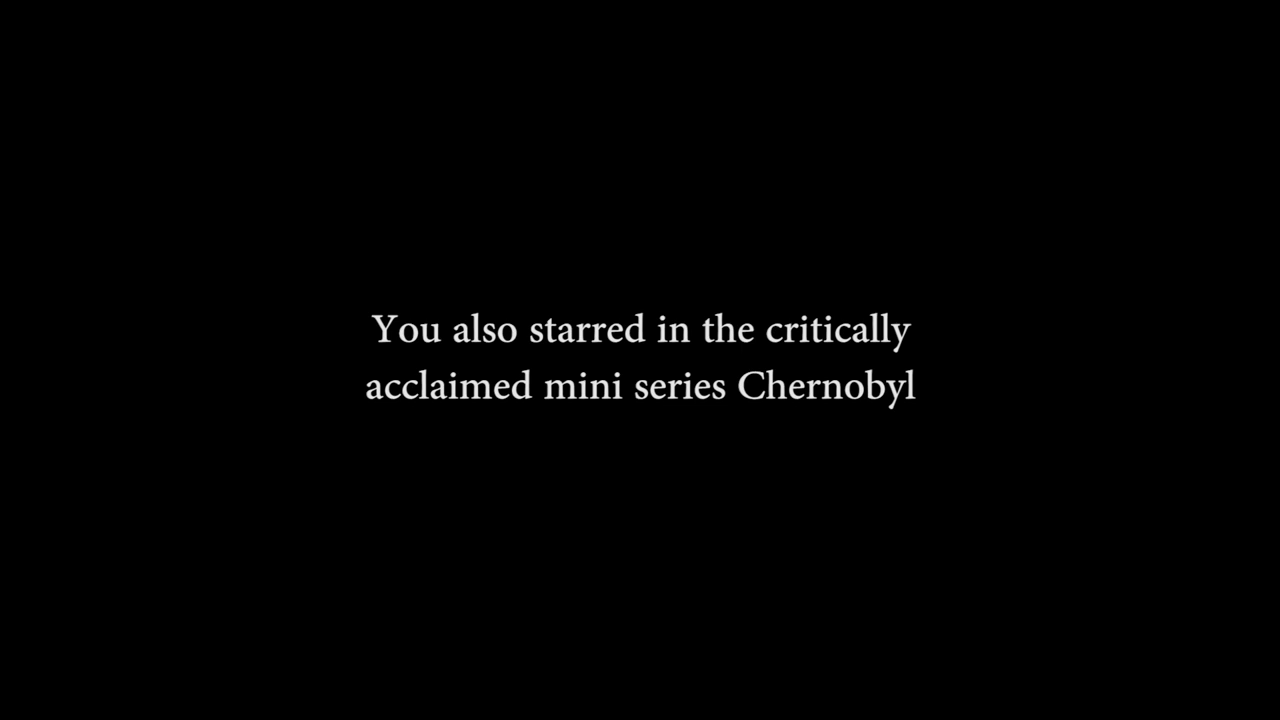 You also starred in the critically
acclaimed mini series Chernobyl